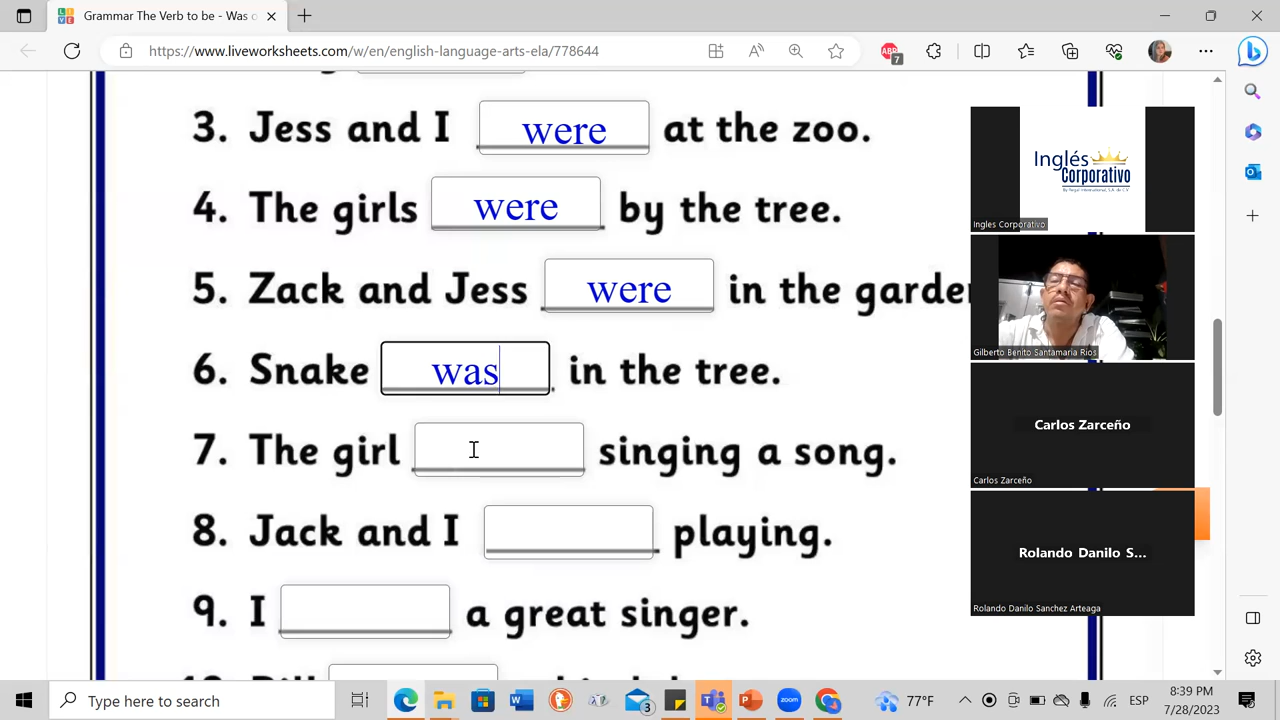 Grammar The Verb to be - Was o
https://www.liveworksheets.com/w/en/english-language-arts-ela/778644
ABP
7
3. Jess and I were at the zoo.
4. The girls were by the tree.
5. Zack and Jess were in the garden
6. Snake was in the tree.
7. The girl singing a song.
8. Jack and I playing.
9. I a great singer.
Inglés
Corporativo
Ingles Corporativo
Gilberto Benito Santamaria Rios
Carlos Zarceño
Carlos Zarceño
Rolando Danilo S...
Rolando Danilo Sanchez Arteaga
Type here to search
3
zoom
77°F
ESP
8:39 PM
7/28/2023